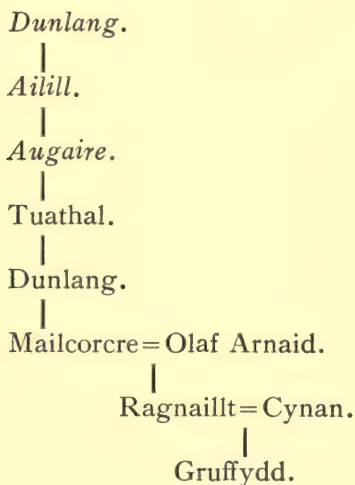 Dunlang.
Ailill.
Augaire.
Tuathal.
Dunlang.
Mailcorcre=Olaf Arnaid.
Ragnaillt=Cynan.
Gruffydd.